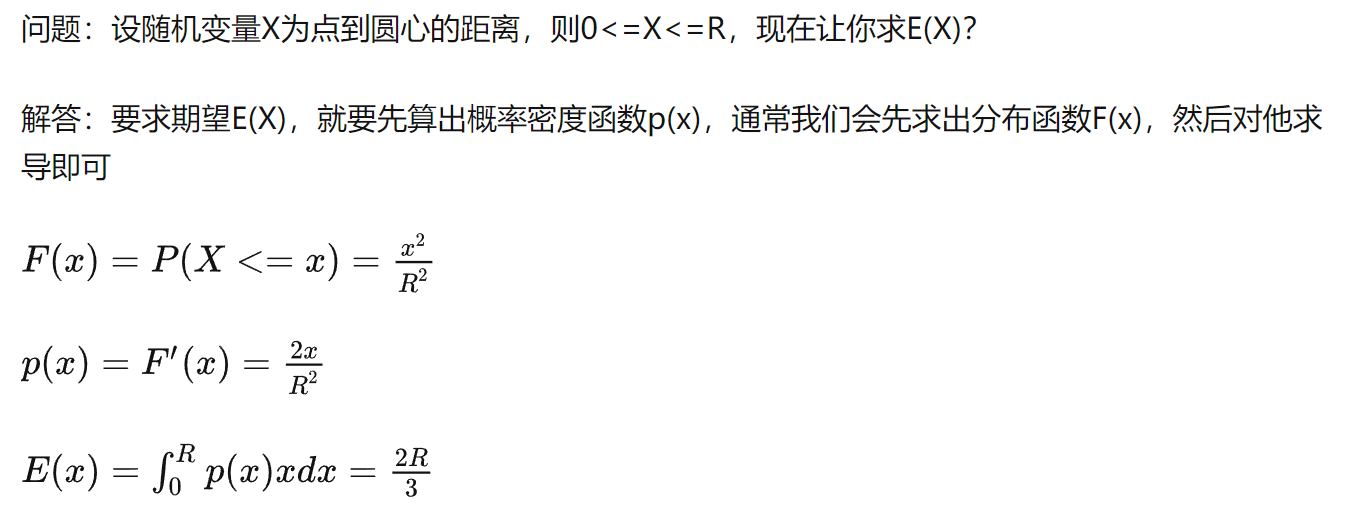 问题：设随机变量X为点到圆心的距离，则0<=X<=R，现在让你求E(X)？
解答：要求期望E(X)，就要先算出概率密度函数p(x)，通常我们会先求出分布函数F(x)，然后对他求
导即可
F(x) = P(X <= x) = \frac{x^2}{R^2}
p(x) = F'(x) = \frac{2x}{R^2}
E(x) = \int_0^R p(x)xdx = \frac{2R}{3}